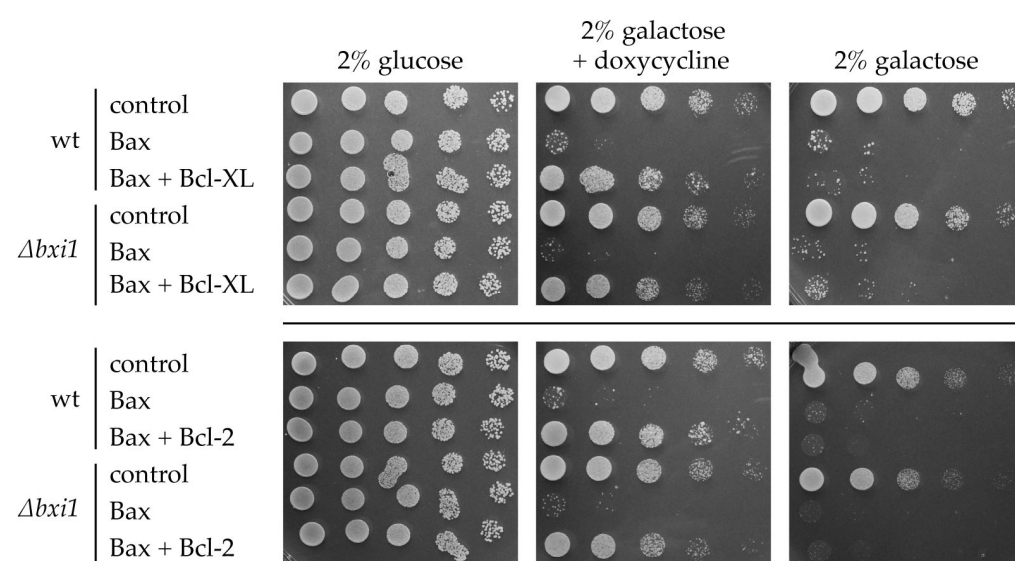 2% glucose
2% galactose
+ doxycycline
2% galactose
wt
control
Bax
Bax + Bcl-XL
Δbxi1
control
Bax
Bax + Bcl-XL
wt
control
Bax
Bax + Bcl-2
Δbxi1
control
Bax
Bax + Bcl-2